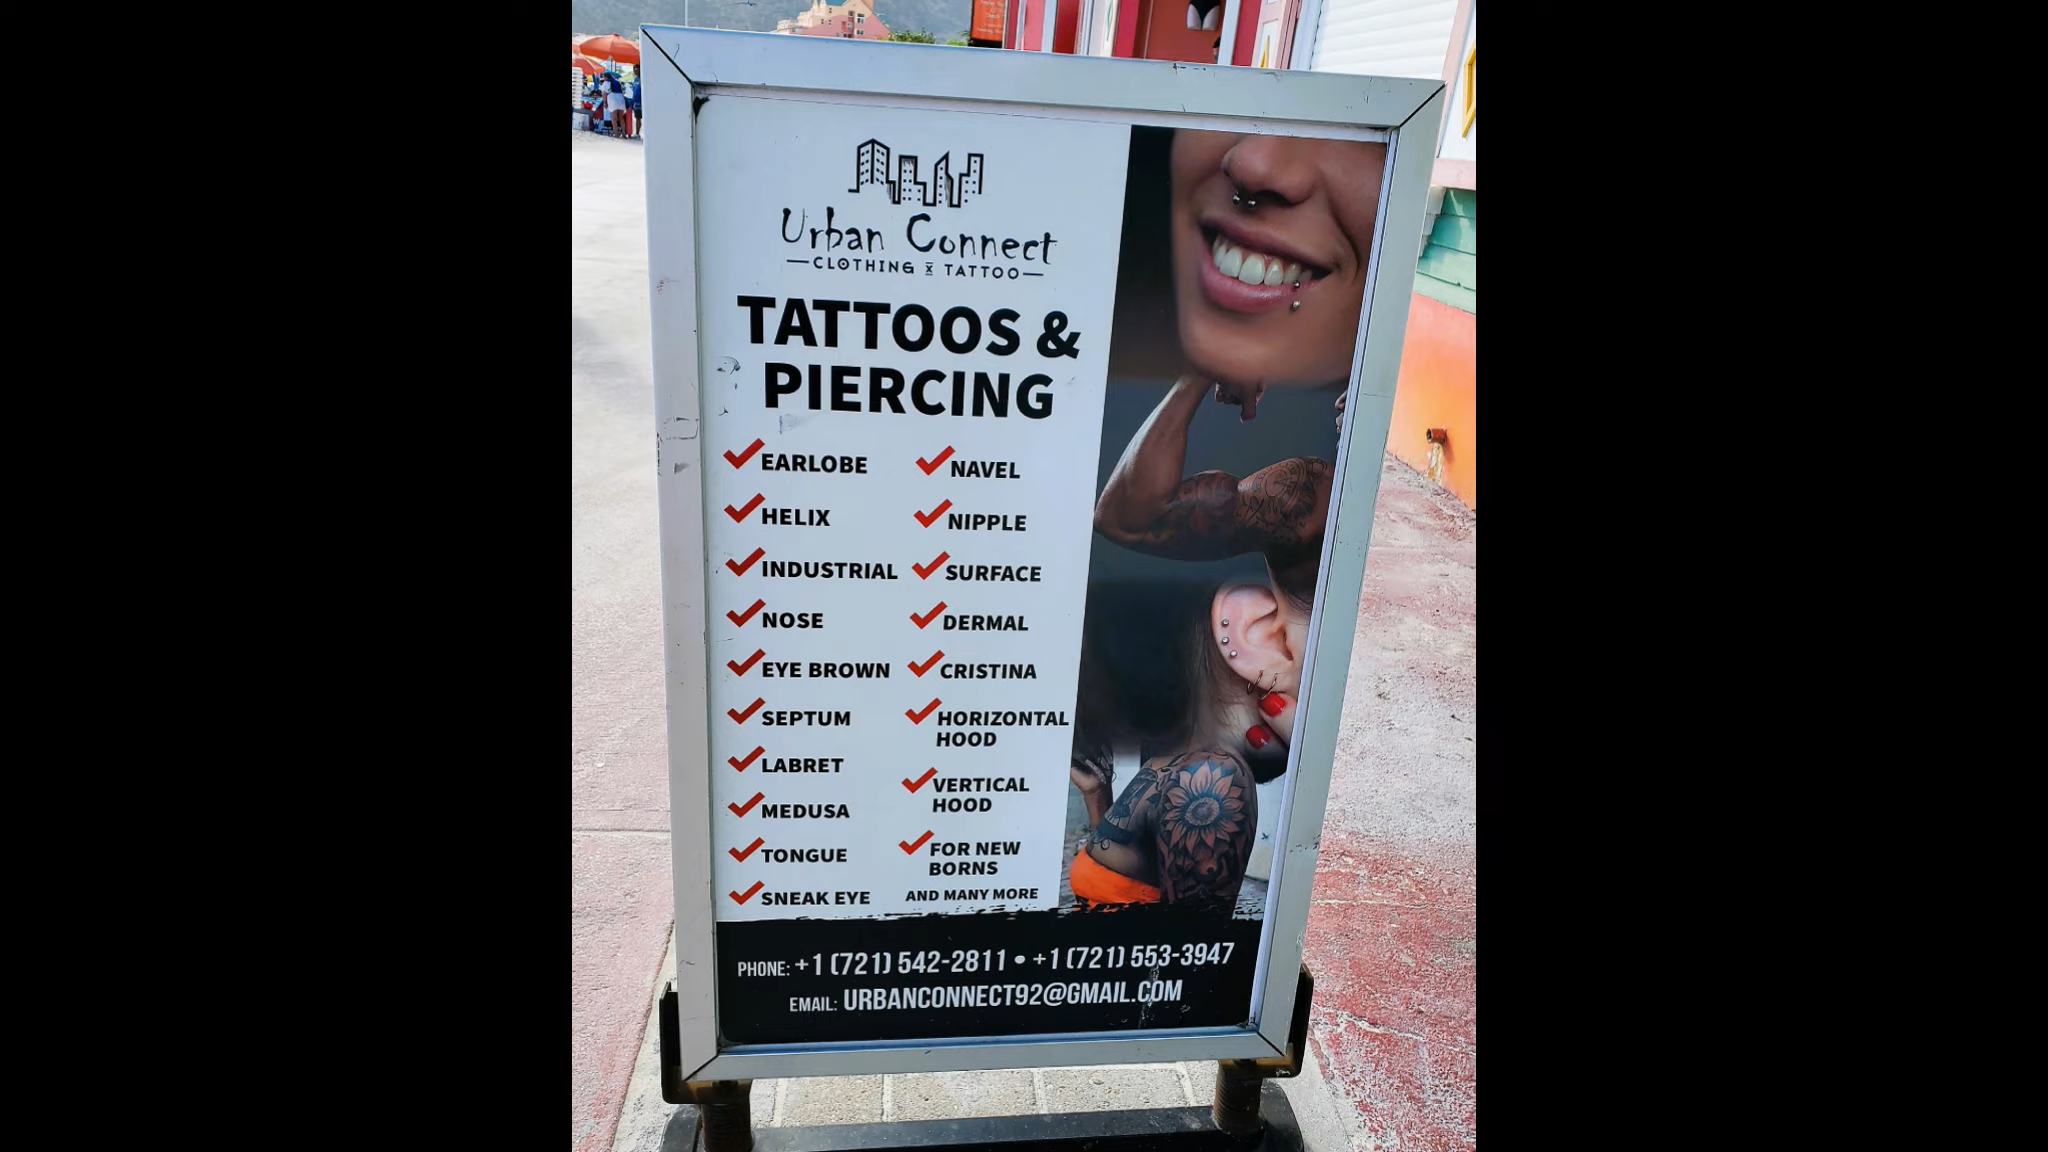 Urban Connect
CLOTHING X TATTOO
TATTOOS &
PIERCING
EARLOBE
HELIX
INDUSTRIAL
NOSE
EYE BROWN
SEPTUM
LABRET
MEDUSA
TONGUE
SNEAK EYE
NAVEL
NIPPLE
SURFACE
DERMAL
CRISTINA
HORIZONTAL
HOOD
VERTICAL
HOOD
FOR NEW
BORNS
AND MANY MORE
PHONE: +1 (721) 542-2811 • +1 (721) 553-3947
EMAIL: URBANCONNECT92@GMAIL.COM